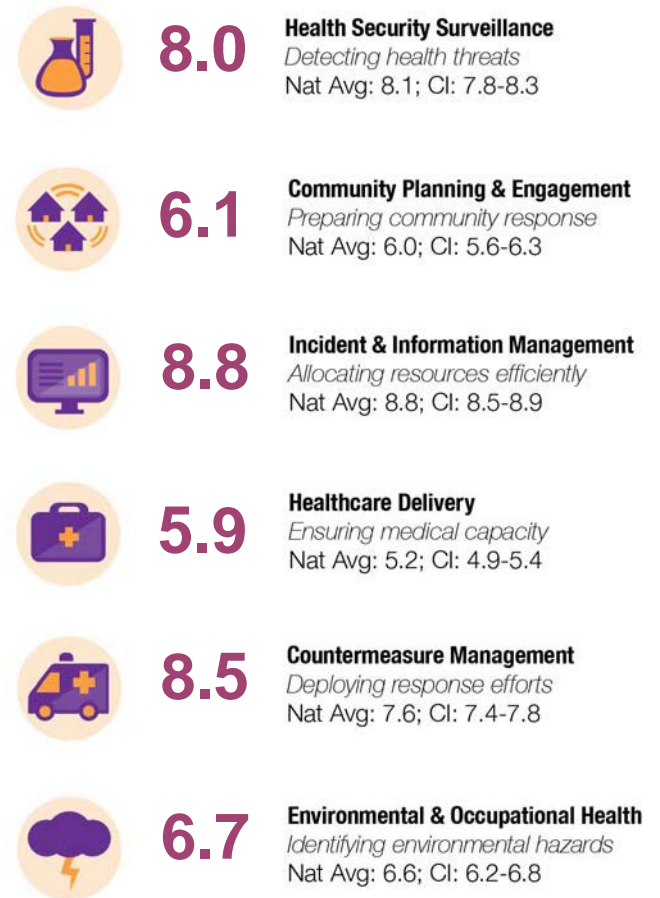 8.0
Health Security Surveillance
Detecting health threats
Nat Avg: 8.1; CI: 7.8-8.3
6.1
Community Planning & Engagement
Preparing community response
Nat Avg: 6.0; CI: 5.6-6.3
8.8
Incident & Information Management
Allocating resources efficiently
Nat Avg: 8.8; CI: 8.5-8.9
5.9
Healthcare Delivery
Ensuring medical capacity
Nat Avg: 5.2; CI: 4.9-5.4
8.5
Countermeasure Management
Deploying response efforts
Nat Avg: 7.6; CI: 7.4-7.8
6.7
Environmental & Occupational Health
Identifying environmental hazards
Nat Avg: 6.6; CI: 6.2-6.8